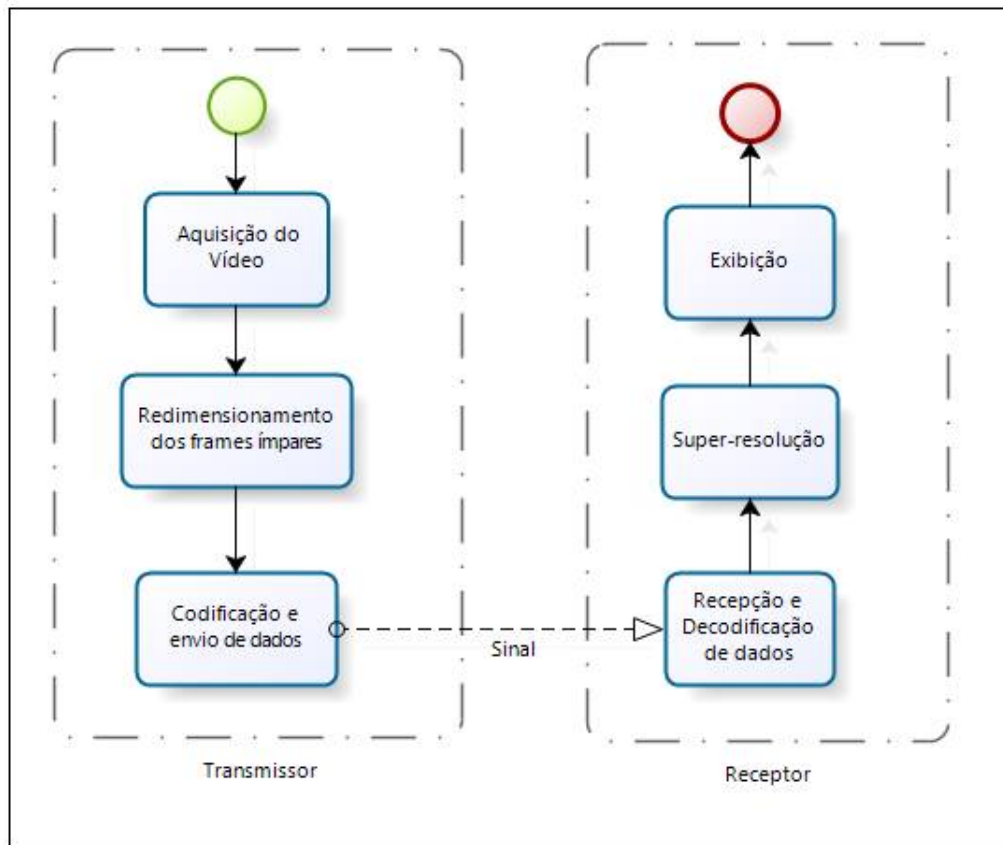 Aquisição do
Vídeo
Redimensionamento
dos frames ímpares
Codificação e
envio de dados
Transmissor
Sinal
Exibição
Super-resolução
Recepção e
Decodificação
de dados
Receptor